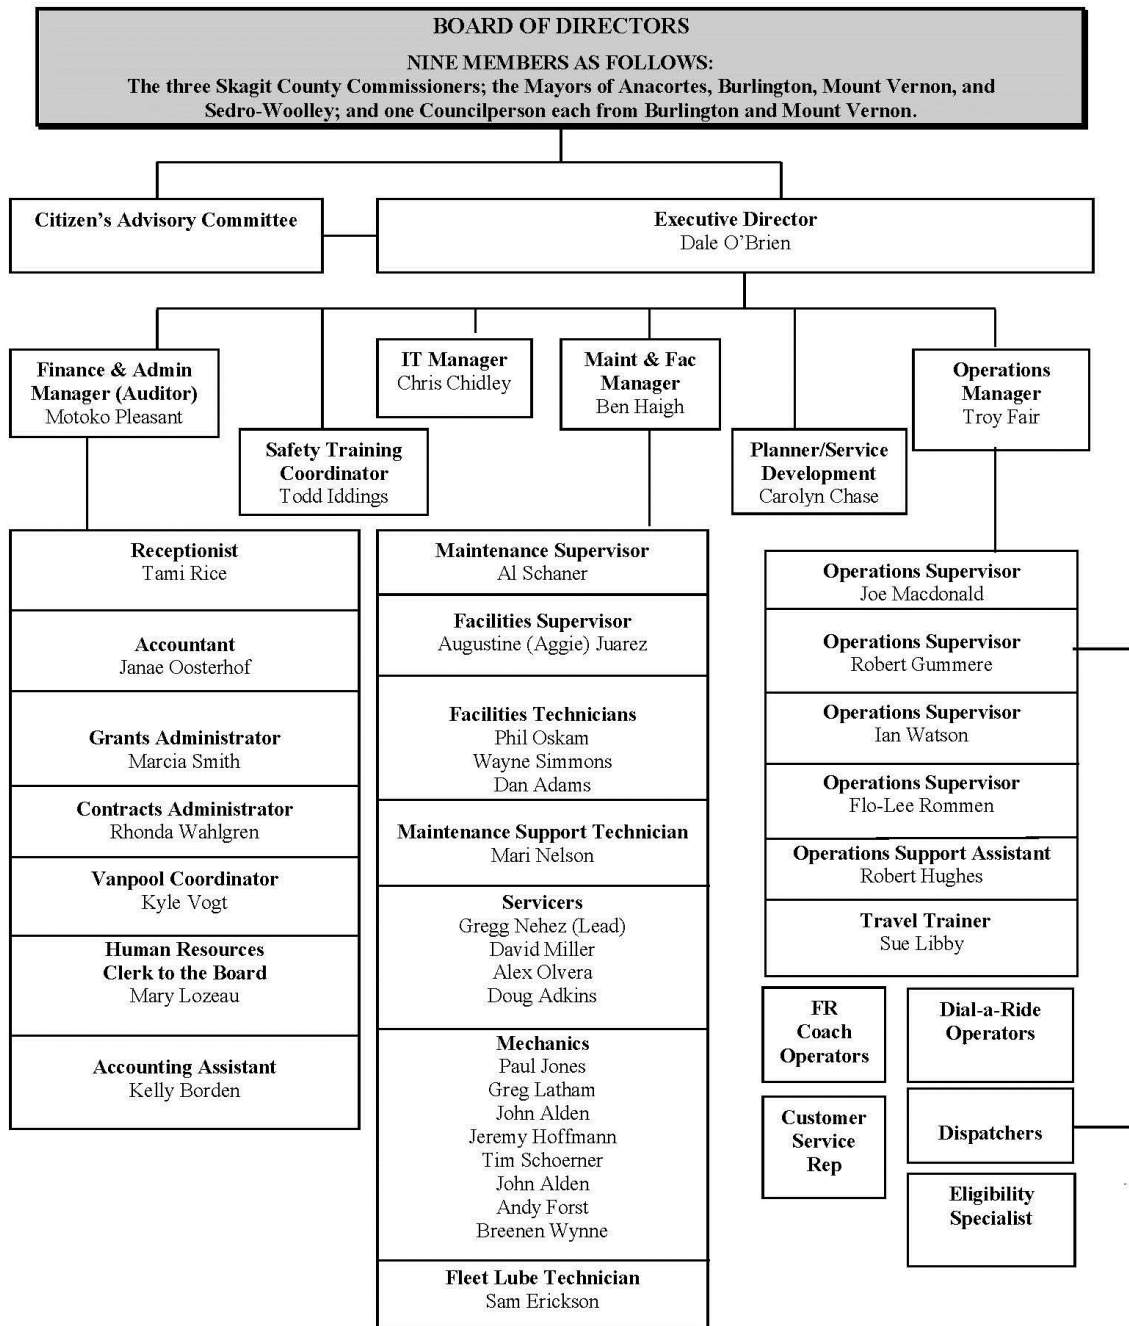 BOARD OF DIRECTORS
NINE MEMBERS AS FOLLOWS:
The three Skagit County Commissioners; the Mayors of Anacortes, Burlington, Mount Vernon, and
Sedro-Woolley; and one Councilperson each from Burlington and Mount Vernon.
Citizen's Advisory Committee
Executive Director
Dale O'Brien
Finance & Admin
Manager (Auditor)
Motoko Pleasant
Safety Training
Coordinator
Todd Iddings
IT Manager
Chris Chidley
Maint & Fac
Manager
Ben Haigh
Planner/Service
Development
Carolyn Chase
Operations
Manager
Troy Fair
Receptionist
Tami Rice
Accountant
Janae Oosterhof
Grants Administrator
Marcia Smith
Contracts Administrator
Rhonda Wahlgren
Vanpool Coordinator
Kyle Vogt
Human Resources
Clerk to the Board
Mary Lozeau
Accounting Assistant
Kelly Borden
Maintenance Supervisor
Al Schaner
Facilities Supervisor
Augustine (Aggie) Juarez
Facilities Technicians
Phil Oskam
Wayne Simmons
Dan Adams
Maintenance Support Technician
Mari Nelson
Servicers
Gregg Nehez (Lead)
David Miller
Alex Olvera
Doug Adkins
Mechanics
Paul Jones
Greg Latham
John Alden
Jeremy Hoffmann
Tim Schoerner
John Alden
Andy Forst
Breenen Wynne
Fleet Lube Technician
Sam Erickson
Operations Supervisor
Joe Macdonald
Operations Supervisor
Robert Gummere
Operations Supervisor
Ian Watson
Operations Supervisor
Flo-Lee Rommen
Operations Support Assistant
Robert Hughes
Travel Trainer
Sue Libby
FR
Coach
Operators
Dial-a-Ride
Operators
Customer
Service
Rep
Dispatchers
Eligibility
Specialist